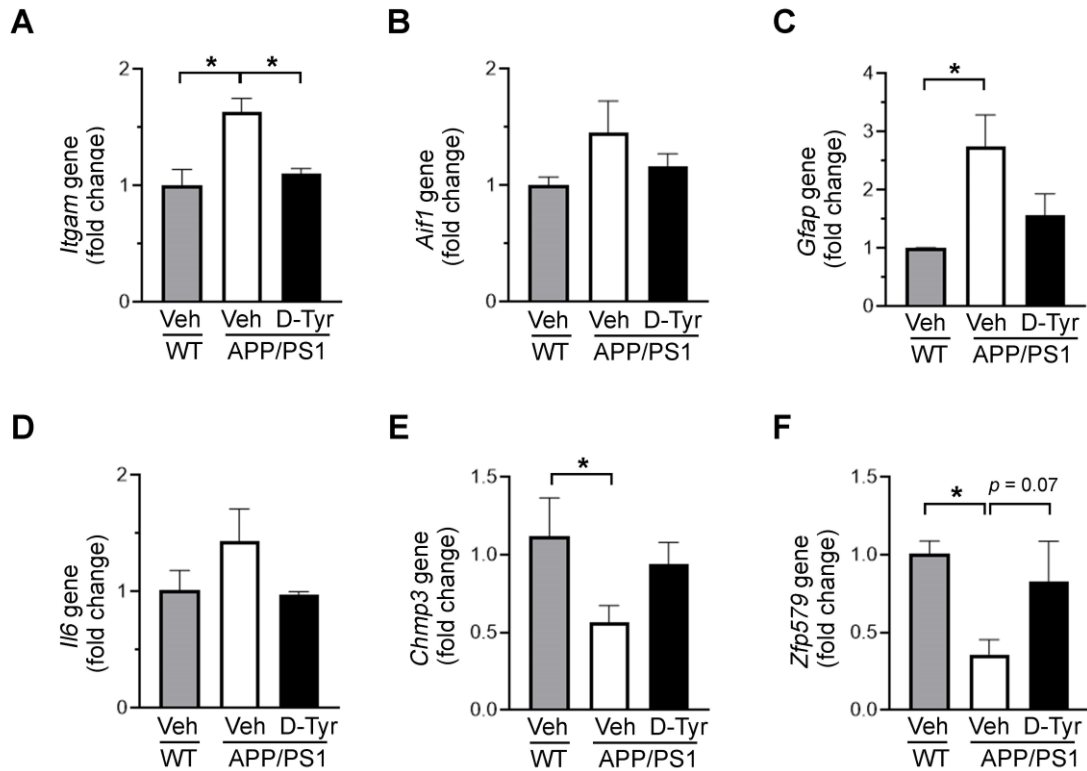 A
Itgam gene
(fold change)
2
1
0
* *
Veh Veh D-Tyr
WT APP/PS1
B
Aif1 gene
(fold change)
2
1
0
Veh Veh D-Tyr
WT APP/PS1
C
Gfap gene
(fold change)
4
3
2
1
0
*
Veh Veh D-Tyr
WT APP/PS1
D
Il6 gene
(fold change)
2
1
0
Veh Veh D-Tyr
WT APP/PS1
E
Chmp3 gene
(fold change)
1.5
1.0
0.5
0.0
*
Veh Veh D-Tyr
WT APP/PS1
F
Zfp579 gene
(fold change)
1.5
1.0
0.5
0.0
* p = 0.07
Veh Veh D-Tyr
WT APP/PS1